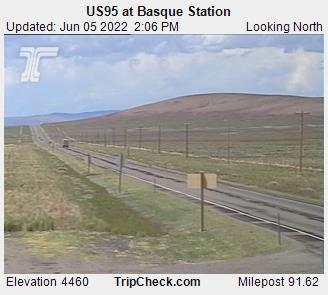 US95 at Basque Station
Updated: Jun 05 2022 2:06 PM Looking North
Elevation 4460 TripCheck.com Milepost 91.62